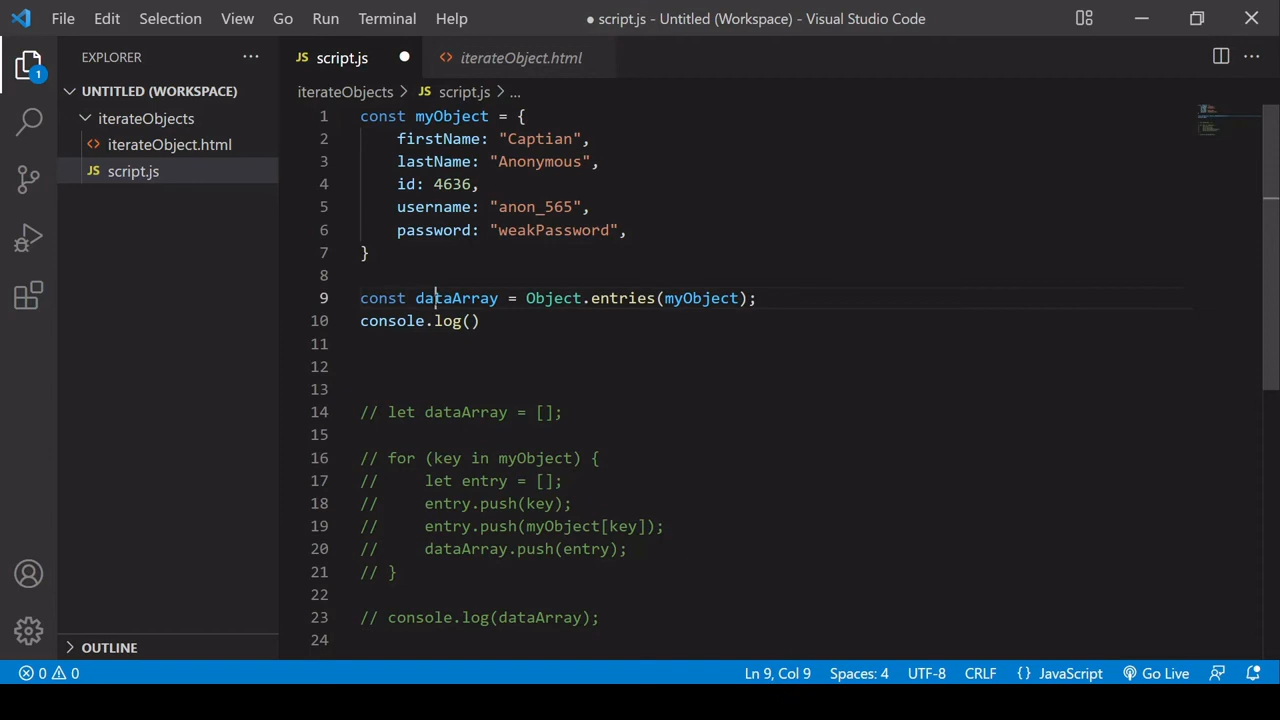 File Edit Selection View Go Run Terminal Help ● script.js - Untitled (Workspace) - Visual Studio Code
EXPLORER ... JS script.js ● <> iterateObject.html ...
UNTITLED (WORKSPACE)
1
iterateObjects
<> iterateObject.html
JS script.js
iterateObjects > JS script.js > ...
1 const myObject = {
2 firstName: "Captian",
3 lastName: "Anonymous",
4 id: 4636,
5 username: "anon_565",
6 password: "weakPassword",
7 }
8
9 const dataArray = Object.entries(myObject);
10 console.log()
11
12
13
14 // let dataArray = [];
15
16 // for (key in myObject) {
17 //     let entry = [];
18 //     entry.push(key);
19 //     entry.push(myObject[key]);
20 //     dataArray.push(entry);
21 // }
22
23 // console.log(dataArray);
24
OUTLINE
0 0 Ln 9, Col 9 Spaces: 4 UTF-8 CRLF {} JavaScript Go Live